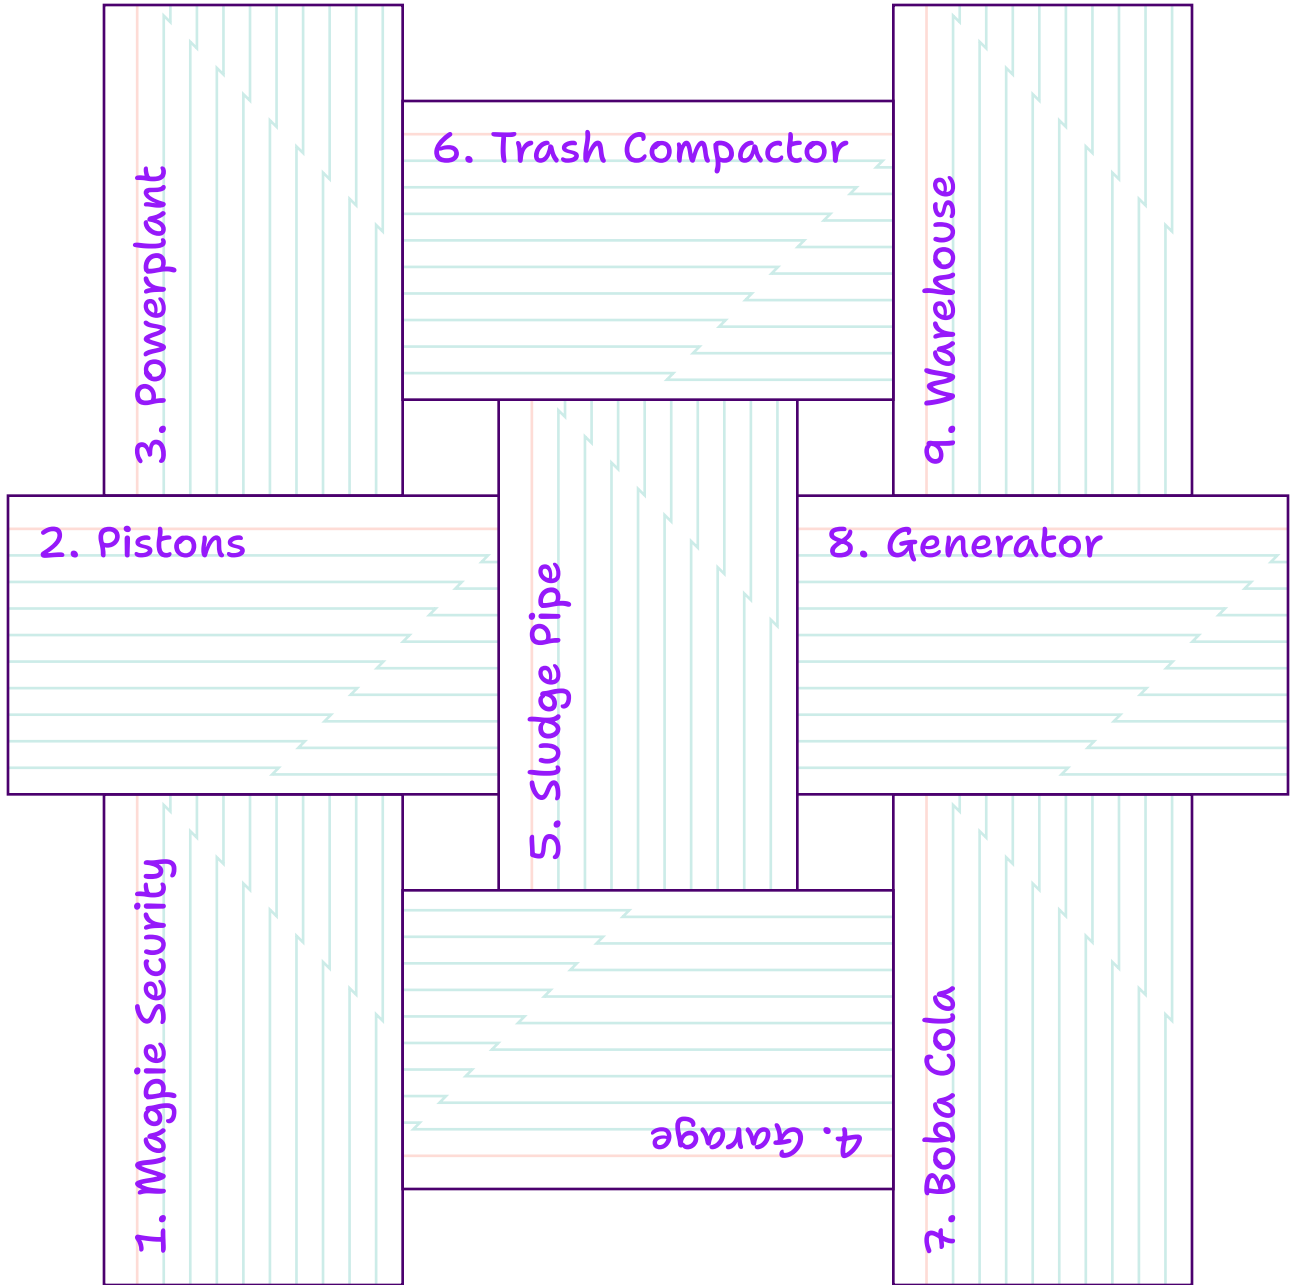 6. Trash Compactor
3. Powerplant
9. Warehouse
2. Pistons
8. Generator
5. Sludge Pipe
1. Magpie Security
4. Garage
7. Boba Cola